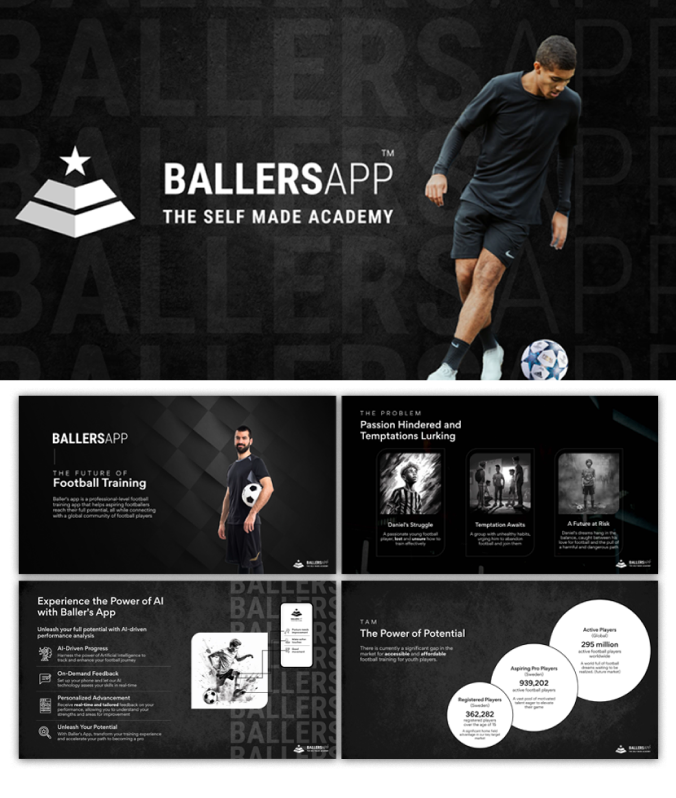 BALLERSAPP™
THE SELF MADE ACADEMY
BALLERSAPP
THE FUTURE OF
Football Training
Baller's app is a professional-level football
training app that helps aspiring footballers
reach their full potential, all while connecting
with a global community of football players
THE PROBLEM
Passion Hindered and
Temptations Lurking
Daniel's Struggle
A passionate young football
player, lost and unsure how to
train effectively
Temptation Awaits
A group with unhealthy habits,
urging him to abandon
football and join them
A Future at Risk
Daniel's dreams hang in the
balance, caught between his
love for football and the pull of
a harmful and dangerous path
BALLERSAPP
Experience the Power of AI
with Baller's App
Unleash your full potential with AI-driven
performance analysis
AI-Driven Progress
Harness the power of Artificial Intelligence to
track and enhance your football journey
On-Demand Feedback
Set up your phone and let our AI
technology assess your skills in real-time
Personalized Advancement
Receive real-time and tailored feedback on your
performance, allowing you to understand your
strengths and areas for improvement
Unleash Your Potential
With Baller's App, transform your training experience
and accelerate your path to becoming a pro
BALLERSAPP
TAM
The Power of Potential
There is currently a significant gap in the
market for accessible and affordable
football training for youth players.
Active Players
(Global)
295 million
active football players
worldwide
A world full of football
dreams waiting to be
realized, (future market)
Aspiring Pro Players
(Sweden)
939,202
active football players
A vast pool of motivated
talent eager to elevate
their game
Registered Players
(Sweden)
362,282
registered players
over the age of 15
BALLERSAPP